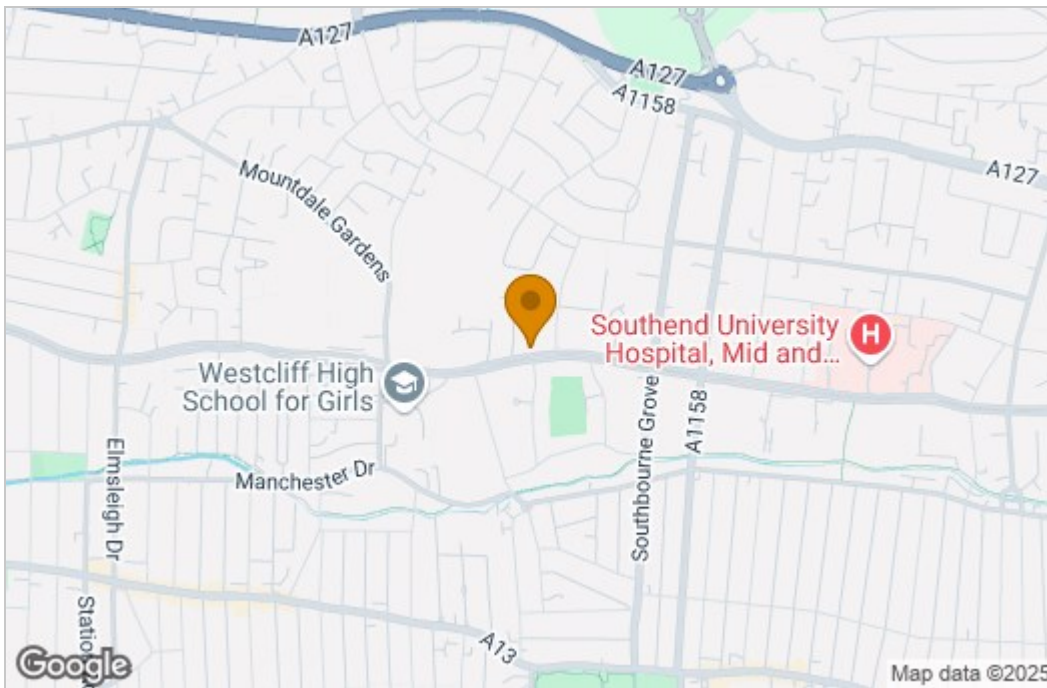 A127
A127
A1158
A127
Mountdale Gardens
Southend University
Hospital, Mid and...
H
Westcliff High
School for Girls
Elmsleigh Dr
Manchester Dr
Southbourne Grove
A1158
A13
Google
Map data ©2025